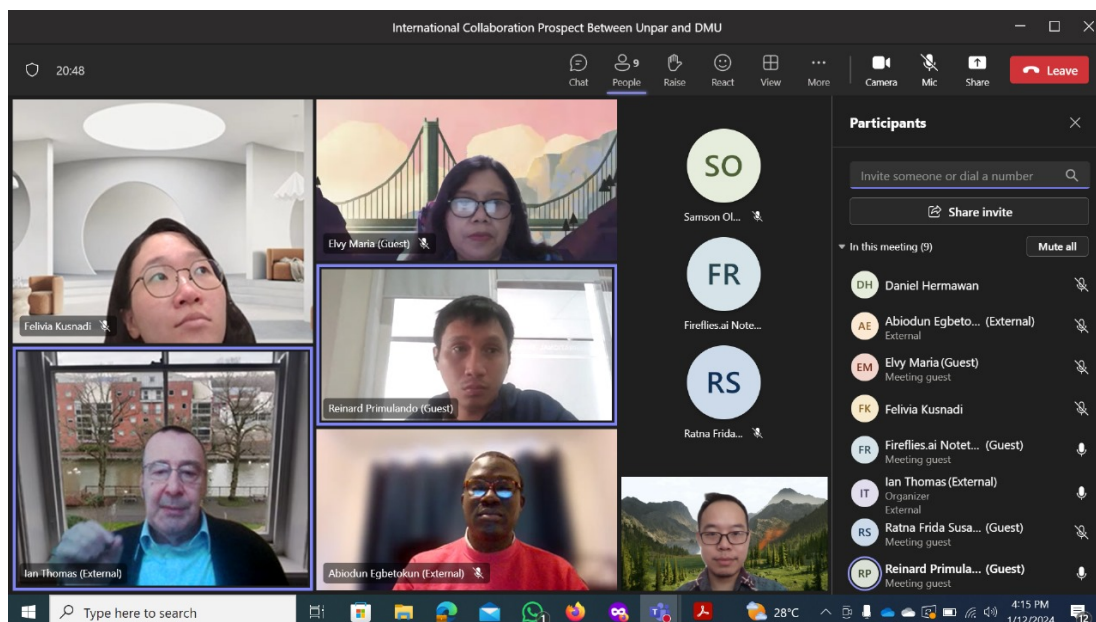 International Collaboration Prospect Between Unpar and DMU
20:48
Chat
9
People
Raise
React
View
More
Camera
Mic
Share
Leave
Felivia Kusnadi
Elvy Maria (Guest)
Reinard Primulando (Guest)
Ian Thomas (External)
Abiodun Egbetokun (External)
SO
Samson Ol...
FR
Fireflies.ai Note...
RS
Ratna Frida...
Participants
Invite someone or dial a number
Share invite
In this meeting (9)
Mute all
DH
Daniel Hermawan
AE
Abiodun Egbeto... (External)
External
EM
Elvy Maria (Guest)
Meeting guest
FK
Felivia Kusnadi
FR
Fireflies.ai Notet... (Guest)
Meeting guest
IT
Ian Thomas (External)
Organizer
External
RS
Ratna Frida Susa... (Guest)
Meeting guest
RP
Reinard Primula... (Guest)
Meeting guest
Type here to search
28°C
4:15 PM
1/12/2024
12